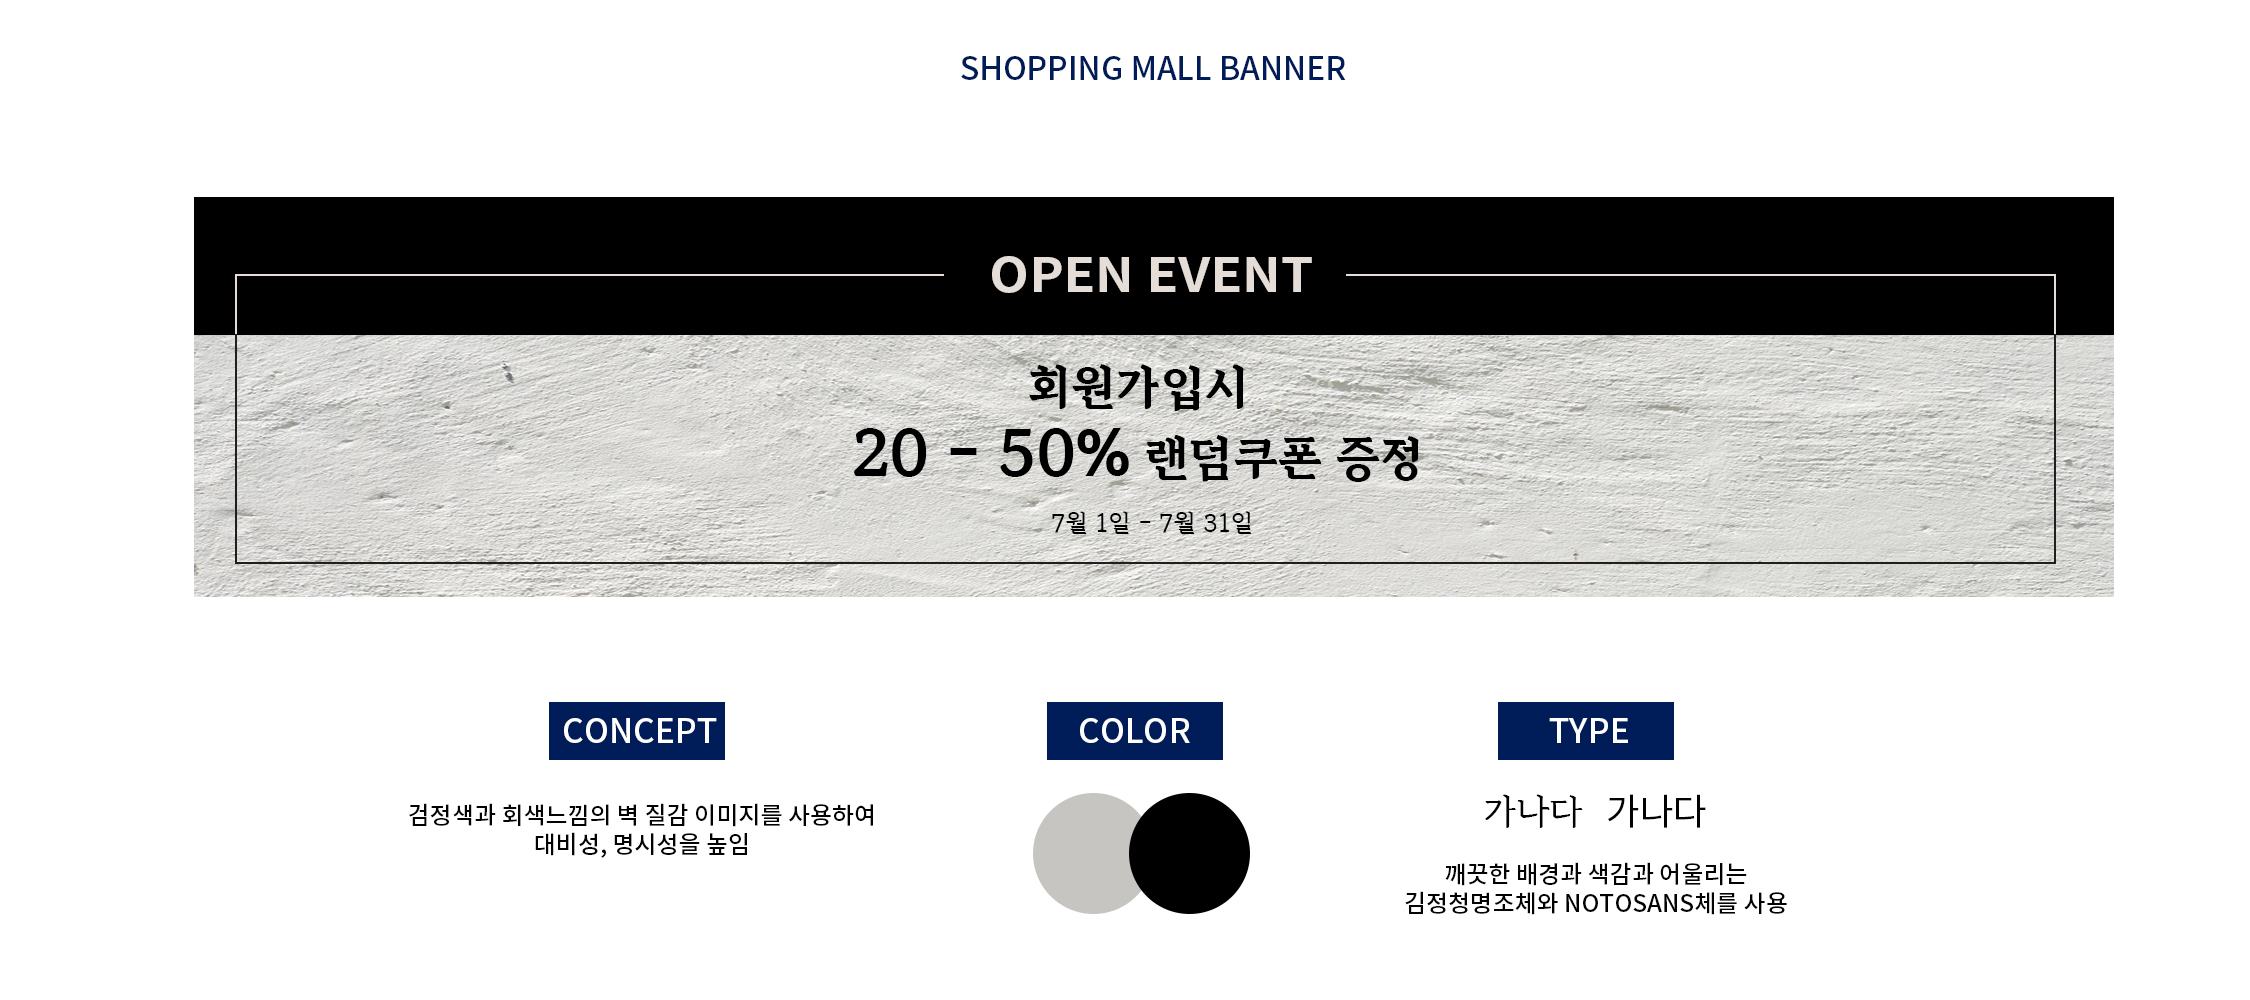 SHOPPING MALL BANNER
OPEN EVENT
회원가입시
20 - 50% 랜덤쿠폰 증정
7월 1일 - 7월 31일
CONCEPT
검정색과 회색느낌의 벽 질감 이미지를 사용하여
대비성, 명시성을 높임
COLOR
TYPE
가나다 가나다
깨끗한 배경과 색감과 어울리는
김정청명조체와 NOTOSANS체를 사용